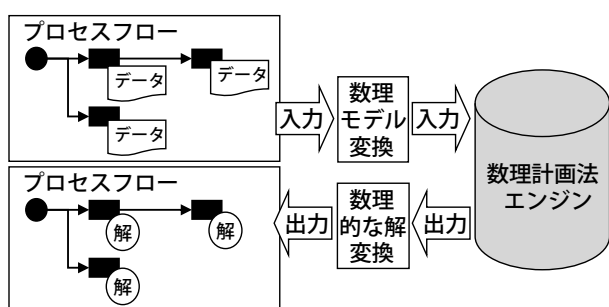 プロセスフロー
データ
データ
データ
入力
数理
モデル
変換
入力
数理計画法
エンジン
プロセスフロー
解
解
解
出力
数理
的な解
変換
出力